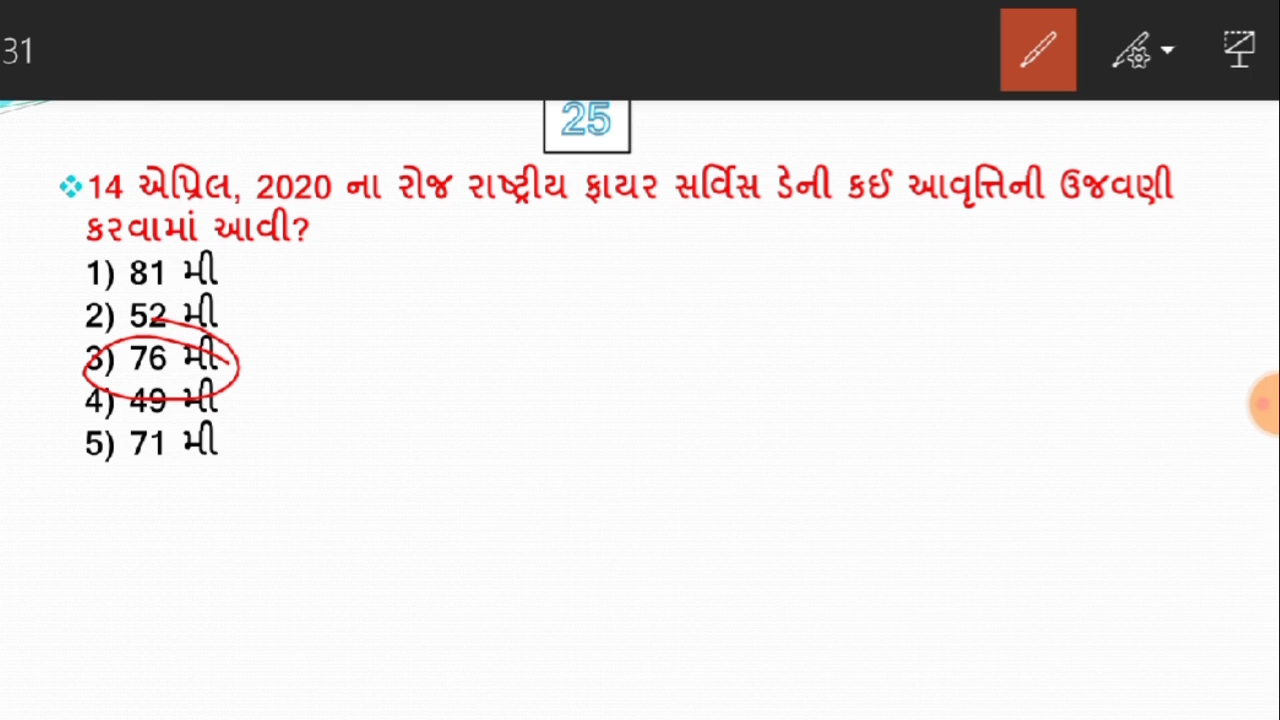 31
25
14 એપ્રિલ, 2020 ના રોજ રાષ્ટ્રીય ફાયર સર્વિસ ડેની કઈ આવૃત્તિની ઉજવણી
કરવામાં આવી?
1) 81 મી
2) 52 મી
3) 76 મી
4) 49 મી
5) 71 મી